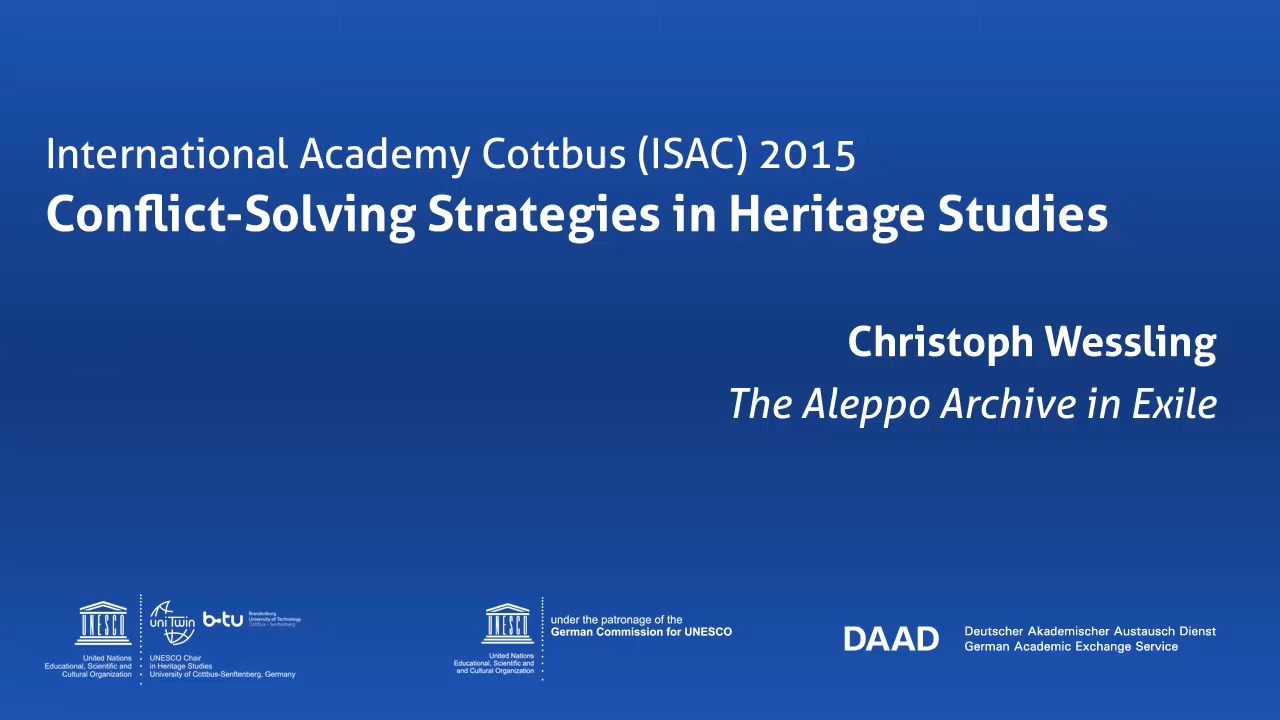 International Academy Cottbus (ISAC) 2015
Conflict-Solving Strategies in Heritage Studies
Christoph Wessling
The Aleppo Archive in Exile
UNESCO
United Nations
Educational, Scientific and
Cultural Organization
uniTwin
b-tu
Brandenburg
University of Technology
Cottbus - Senftenberg
UNESCO Chair
in Heritage Studies
University of Cottbus-Senftenberg, Germany
UNESCO
United Nations
Educational, Scientific and
and Cultural Organization
under the patronage of the
German Commission for UNESCO
DAAD
Deutscher Akademischer Austausch Dienst
German Academic Exchange Service